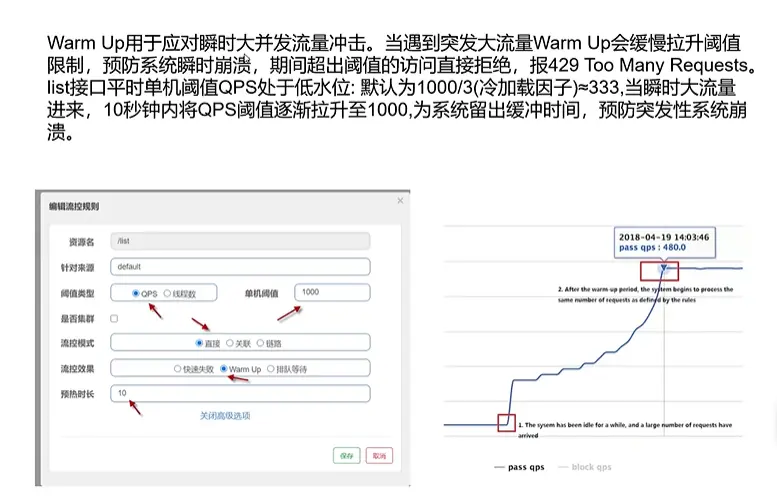 Warm Up用于应对瞬时大并发流量冲击。当遇到突发大流量Warm Up会缓慢拉升阈值
限制，预防系统瞬时崩溃，期间超出阈值的访问直接拒绝，报429 Too Many Requests。
list接口平时单机阈值QPS处于低水位: 默认为1000/3(冷加载因子)≈333,当瞬时大流量
进来，10秒钟内将QPS阈值逐渐拉升至1000,为系统留出缓冲时间，预防突发性系统崩
溃。
编辑流控规则
×
资源名 /list
针对来源 default
阈值类型 QPS 线程数 单机阈值 1000
是否集群
流控模式 直接 关联 链路
流控效果 快速失败 Warm Up 排队等待
预热时长 10
关闭高级选项
保存 取消
2018-04-19 14:03:46
pass qps : 480.0
2. After the warm-up period, the system begins to process the
same number of requests as defined by the rules
1. The sysem has been idle for a while, and a large number of requests have
arrived
pass qps block qps